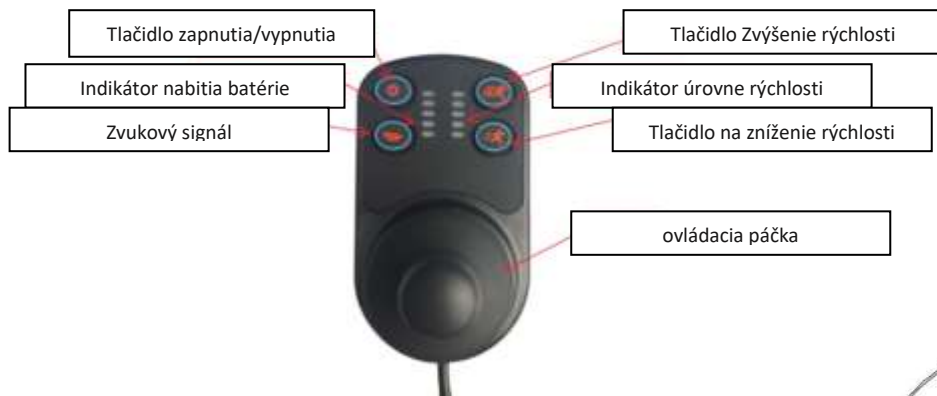 Tlačidlo zapnutia/vypnutia
Tlačidlo Zvýšenie rýchlosti
Indikátor nabitia batérie
Indikátor úrovne rýchlosti
Zvukový signál
Tlačidlo na zníženie rýchlosti
ovládacia páčka